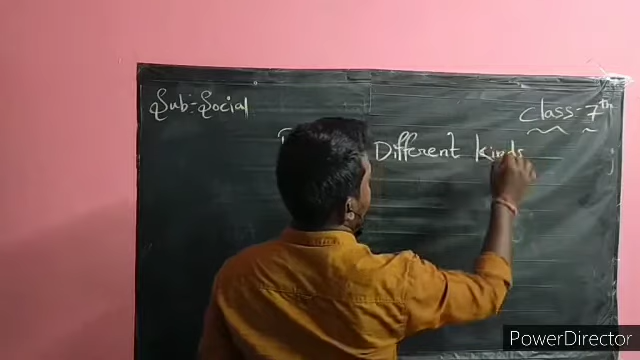 Sub:- Social
Class:- 7th
Different Kinds
PowerDirector